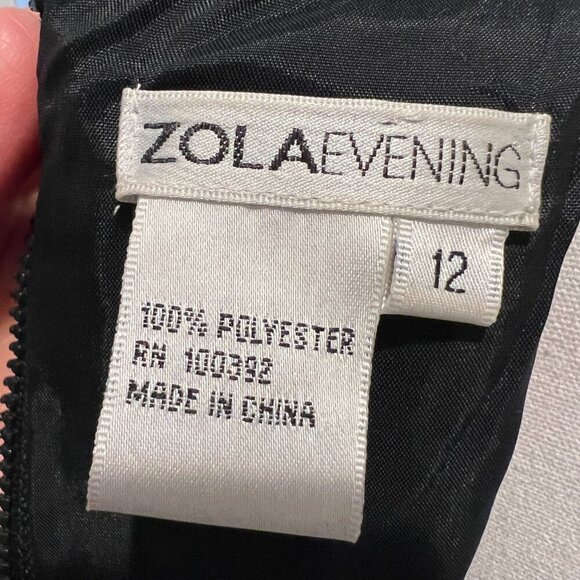 ZOLAEVENING
12
100% POLYESTER
RN 100392
MADE IN CHINA